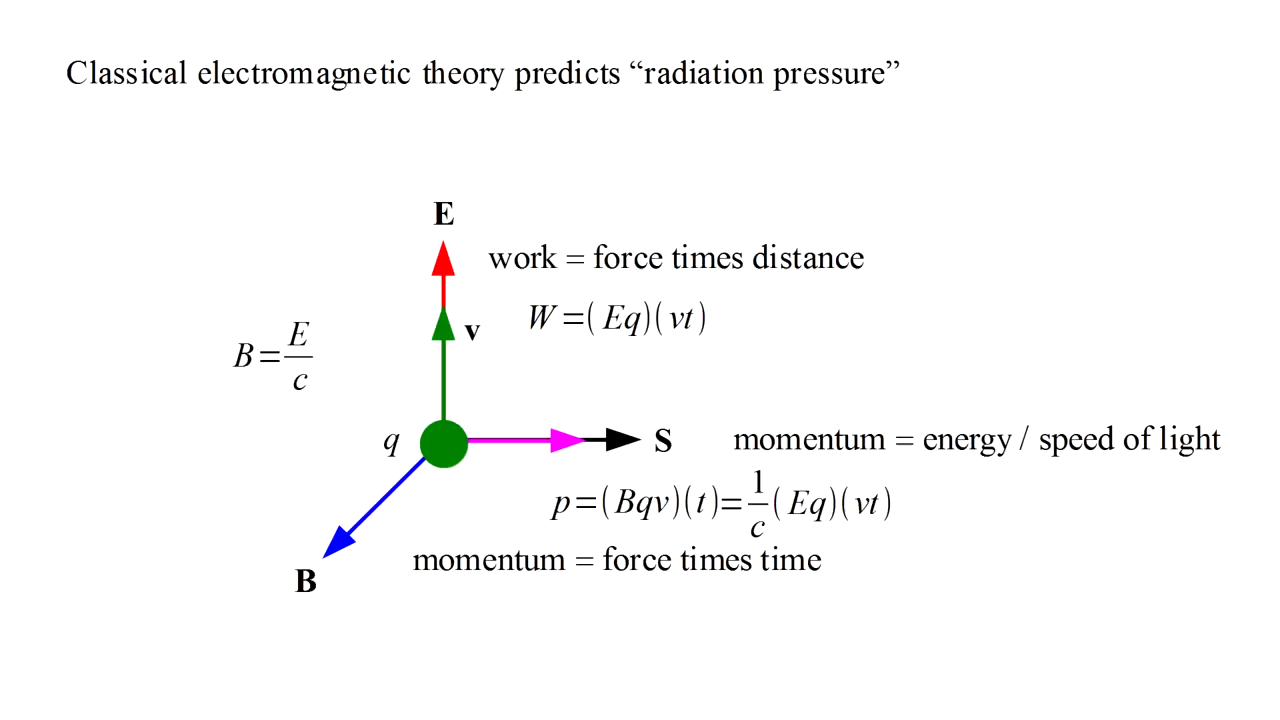 Classical electromagnetic theory predicts “radiation pressure”
E
work = force times distance
W=(Eq)(vt)
v
B=E/c
q
S
momentum = energy / speed of light
p=(Bqv)(t)=1/c(Eq)(vt)
momentum = force times time
B